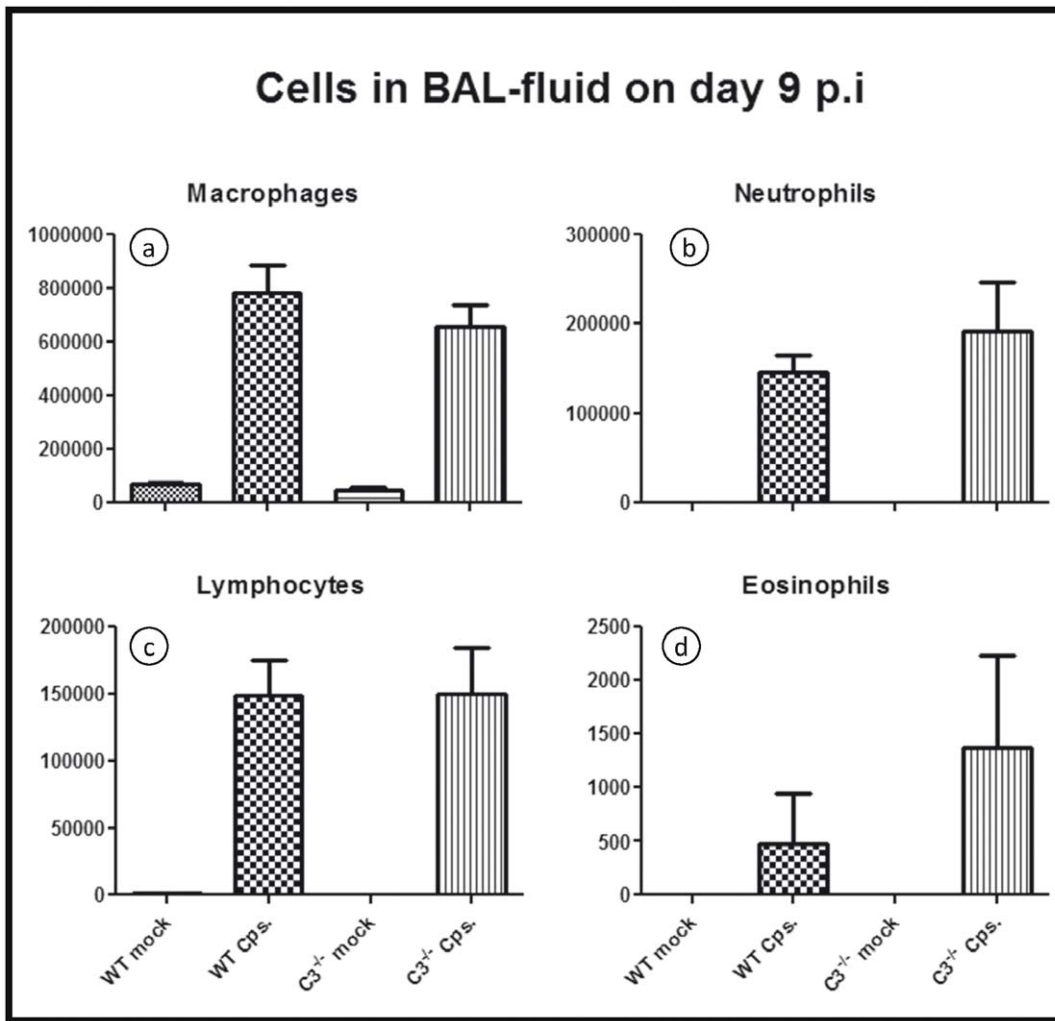 Cells in BAL-fluid on day 9 p.i
Macrophages
a
1000000
800000
600000
400000
200000
0
Neutrophils
b
300000
200000
100000
0
Lymphocytes
c
200000
150000
100000
50000
0
WT mock
WT Cps.
C3⁻/⁻ mock
C3⁻/⁻ Cps.
Eosinophils
d
2500
2000
1500
1000
500
0
WT mock
WT Cps.
C3⁻/⁻ mock
C3⁻/⁻ Cps.